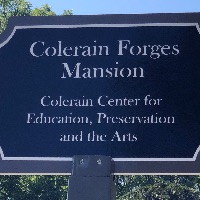 Colerain Forges
Mansion
Colerain Center for
Education, Preservation
and the Arts